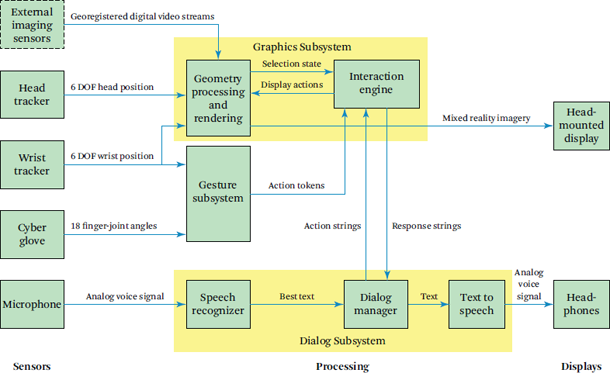 External
imaging
sensors
Georegistered digital video streams
Graphics Subsystem
Head
tracker
6 DOF head position
Geometry
processing
and
rendering
Selection state
Display actions
Interaction
engine
Mixed reality imagery
Head-
mounted
display
Wrist
tracker
6 DOF wrist position
Gesture
subsystem
Action tokens
Cyber
glove
18 finger-joint angles
Action strings
Response strings
Microphone
Analog voice signal
Speech
recognizer
Best text
Dialog
manager
Text
Text to
speech
Analog
voice
signal
Head-
phones
Dialog Subsystem
Sensors
Processing
Displays